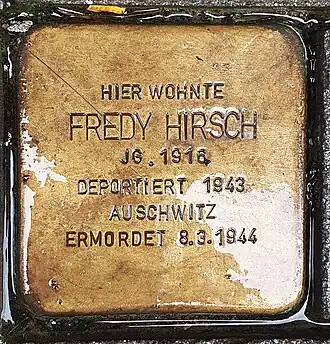 HIER WOHNTE
FREDY HIRSCH
JG. 1916
DEPORTIERT 1943
AUSCHWITZ
ERMORDET 8.3.1944